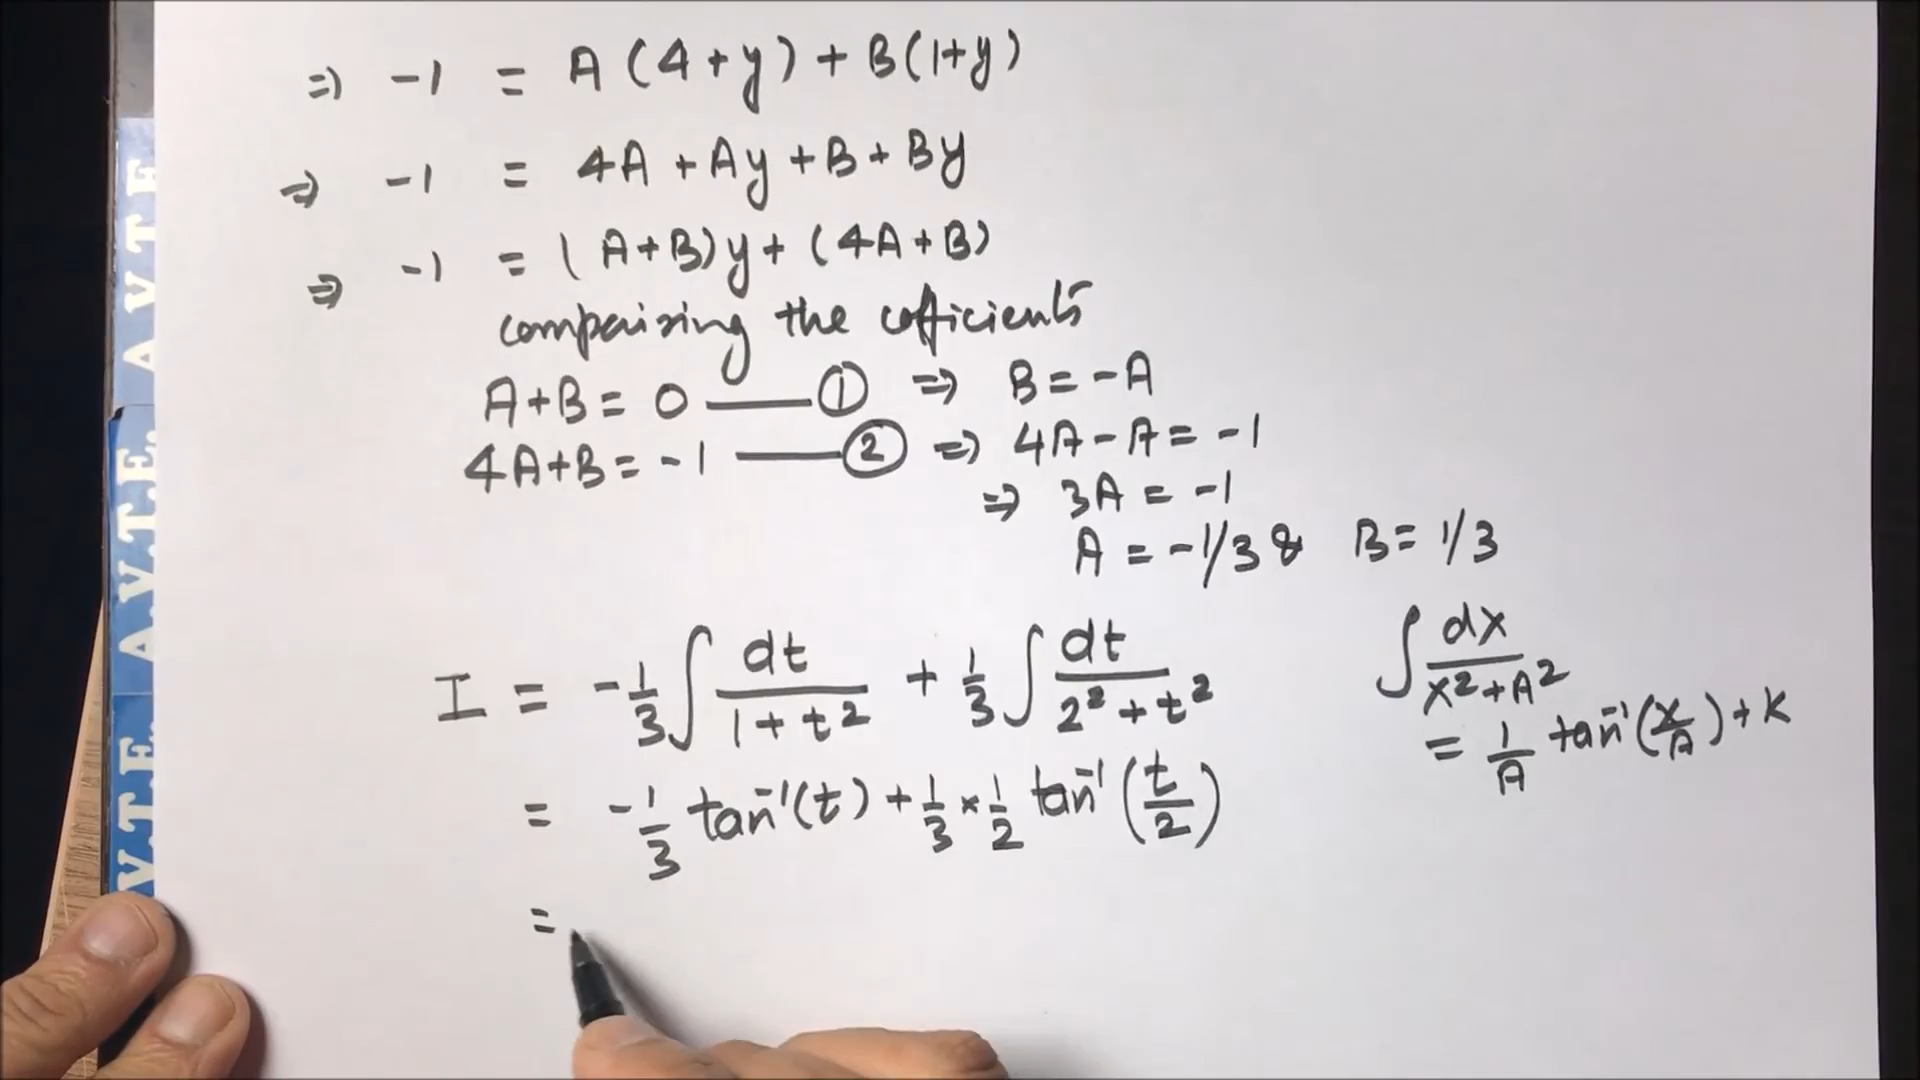 ⇒ -1 = A (4+y) + B(1+y)
⇒ -1 = 4A + Ay + B + By
⇒ -1 = (A+B)y + (4A+B)
compairing the cofficients
A+B = 0 —— ① ⇒ B = -A
4A+B = -1 —— ② ⇒ 4A - A = -1
⇒ 3A = -1
A = -1/3 & B = 1/3
I = -1/3 ∫ dt/(1+t²) + 1/3 ∫ dt/(2²+t²)
∫ dx/(x²+A²)
= 1/A tan⁻¹(x/A) + K
= -1/3 tan⁻¹(t) + 1/3 × 1/2 tan⁻¹(t/2)
=
A.V.T.E
A.V.T.E.
V.T.E.